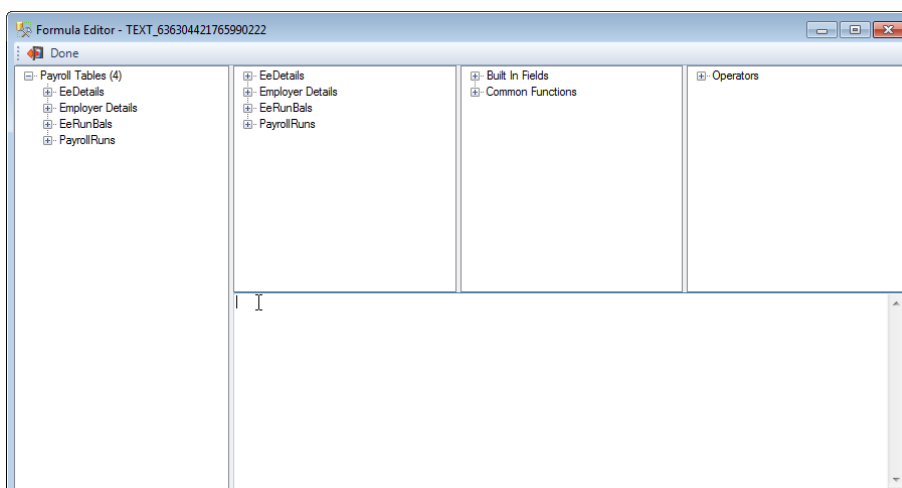 Formula Editor - TEXT_636304421765990222
Done
Payroll Tables (4)
EeDetails
Employer Details
EeRunBals
PayrollRuns
EeDetails
Employer Details
EeRunBals
PayrollRuns
Built In Fields
Common Functions
Operators